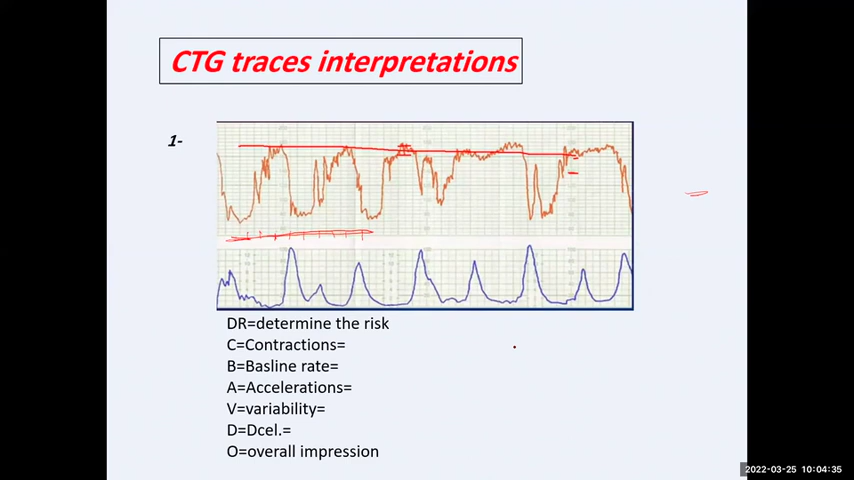 CTG traces interpretations
1-
DR=determine the risk
C=Contractions=
B=Basline rate=
A=Accelerations=
V=variability=
D=Dcel.=
O=overall impression
2022-03-25 10:04:35